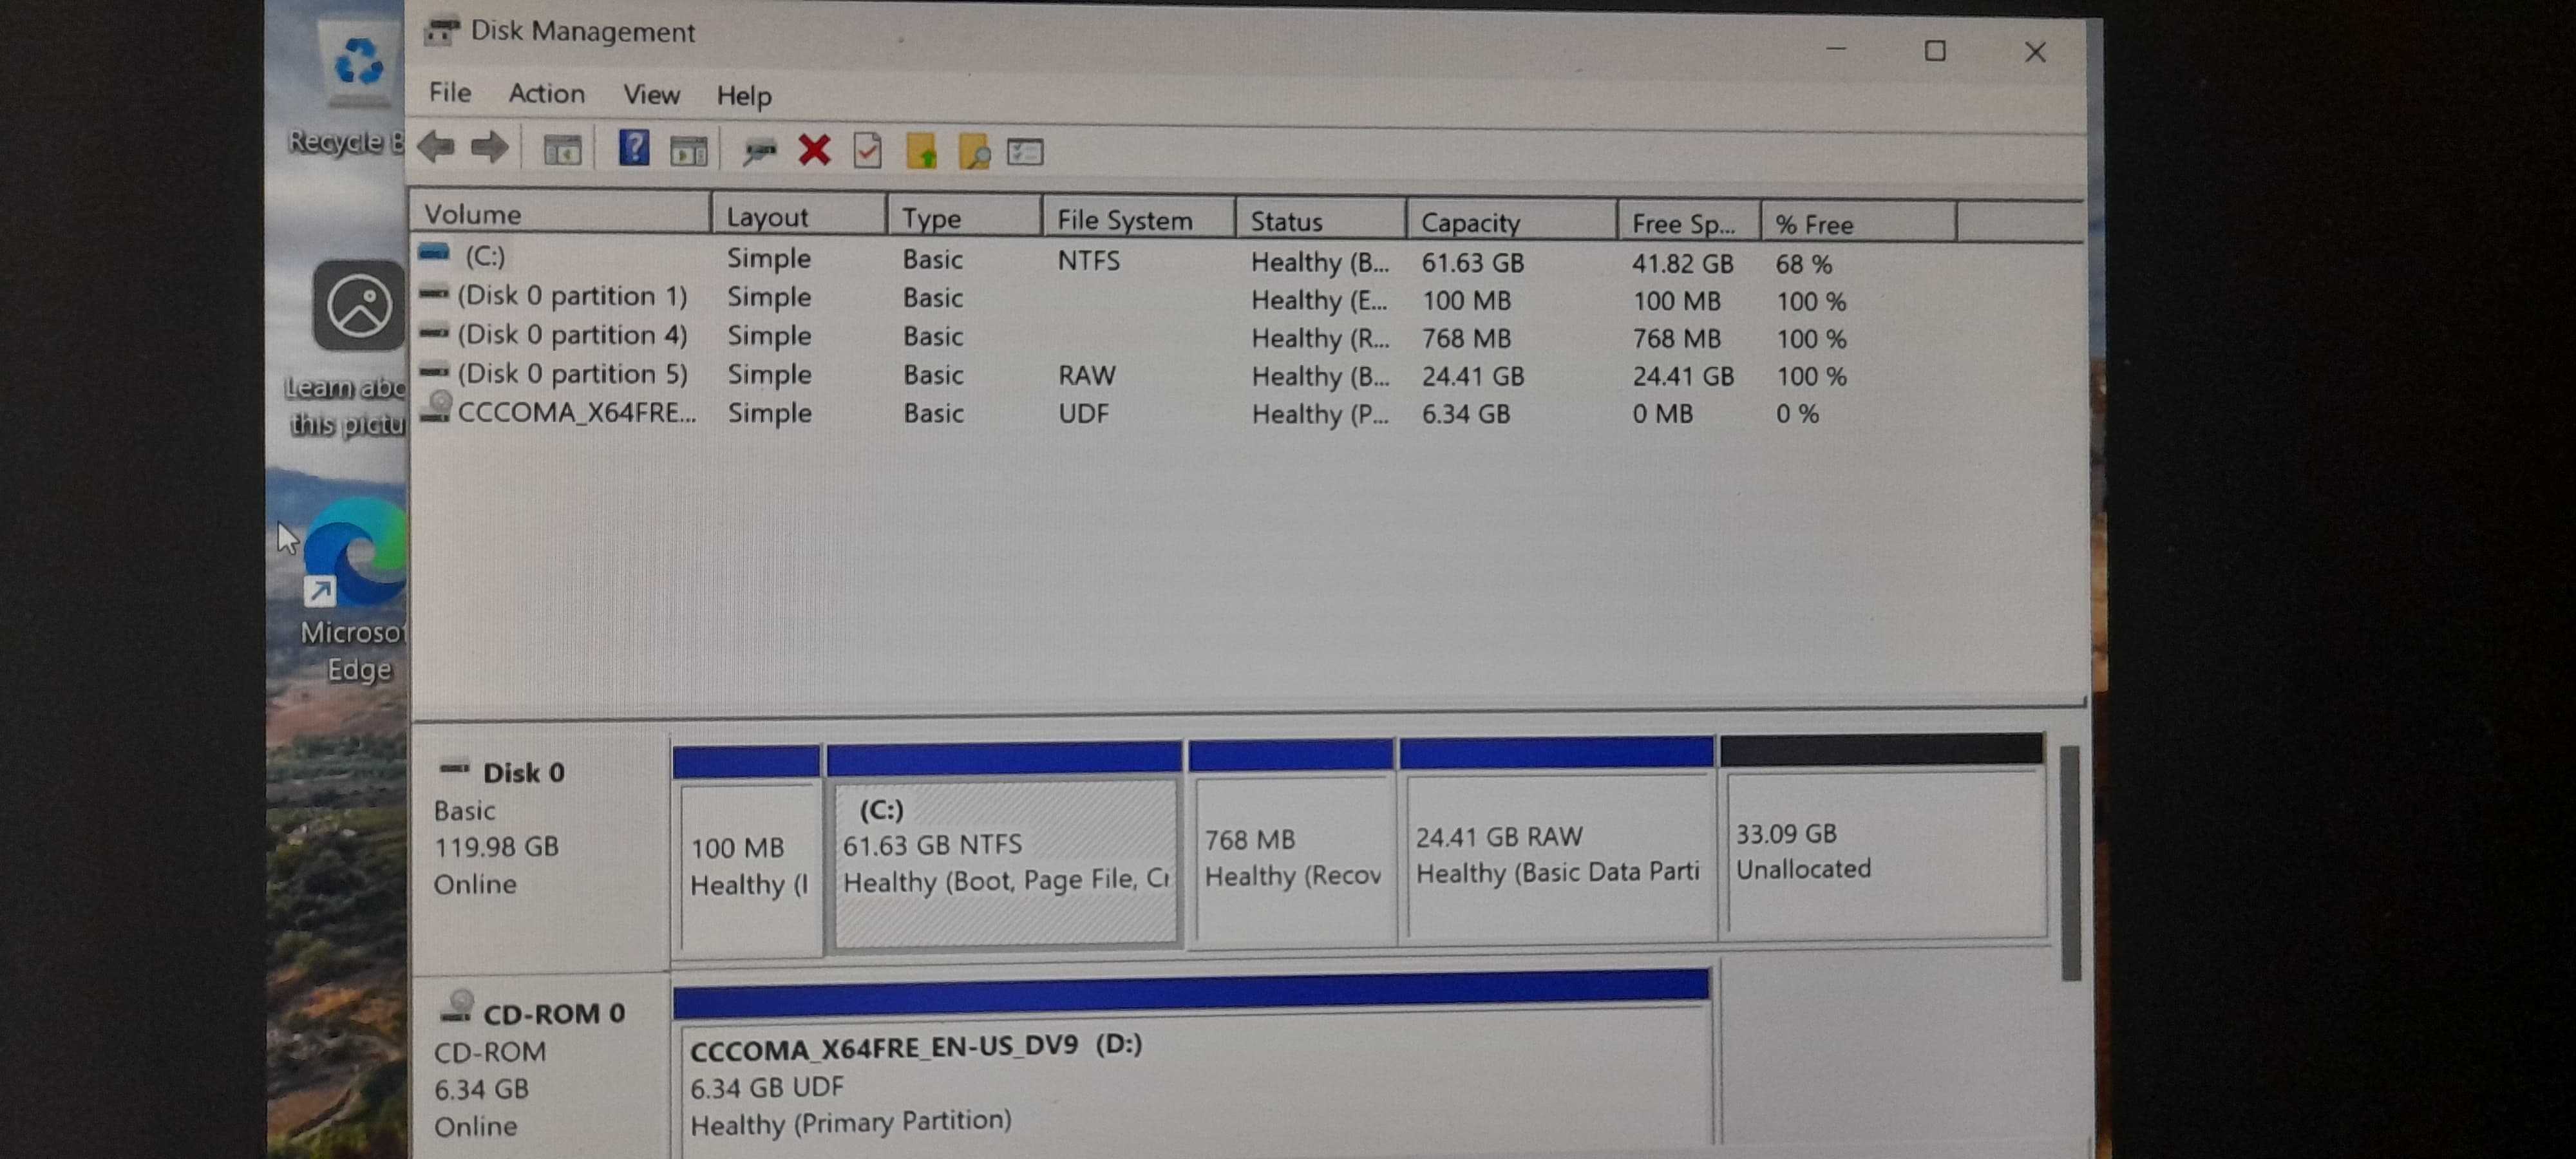 Disk Management
File Action View Help
Recycle B
Learn abo
this pictu
Microsof
Edge
Volume Layout Type File System Status Capacity Free Sp... % Free
(C:) Simple Basic NTFS Healthy (B... 61.63 GB 41.82 GB 68 %
(Disk 0 partition 1) Simple Basic Healthy (E... 100 MB 100 MB 100 %
(Disk 0 partition 4) Simple Basic Healthy (R... 768 MB 768 MB 100 %
(Disk 0 partition 5) Simple Basic RAW Healthy (B... 24.41 GB 24.41 GB 100 %
CCCOMA_X64FRE... Simple Basic UDF Healthy (P... 6.34 GB 0 MB 0 %
Disk 0
Basic
119.98 GB
Online
100 MB
Healthy (
(C:)
61.63 GB NTFS
Healthy (Boot, Page File, Cr
768 MB
Healthy (Recov
24.41 GB RAW
Healthy (Basic Data Parti
33.09 GB
Unallocated
CD-ROM 0
CD-ROM
6.34 GB
Online
CCCOMA_X64FRE_EN-US_DV9 (D:)
6.34 GB UDF
Healthy (Primary Partition)